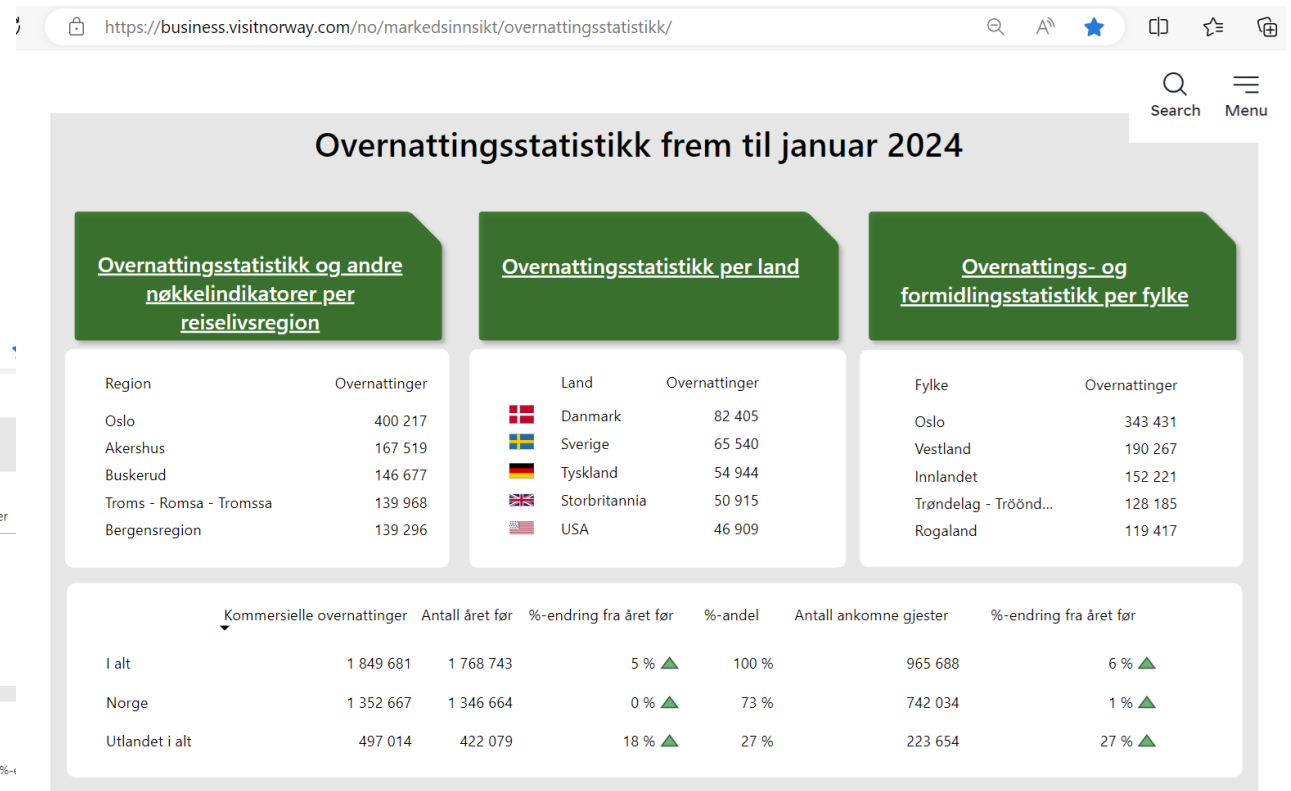 https://business.visitnorway.com/no/markedsinnsikt/overnattingsstatistikk/
Search Menu
Overnattingsstatistikk frem til januar 2024
Overnattingsstatistikk og andre
nøkkelindikatorer per
reiselivsregion
Overnattingsstatistikk per land
Overnattings- og
formidlingsstatistikk per fylke
Region Overnattinger
Oslo 400 217
Akershus 167 519
Buskerud 146 677
Troms - Romsa - Tromssa 139 968
Bergensregion 139 296
Land Overnattinger
Danmark 82 405
Sverige 65 540
Tyskland 54 944
Storbritannia 50 915
USA 46 909
Fylke Overnattinger
Oslo 343 431
Vestland 190 267
Innlandet 152 221
Trøndelag - Tröönd... 128 185
Rogaland 119 417
Kommersielle overnattinger Antall året før %-endring fra året før %-andel Antall ankomne gjester %-endring fra året før
I alt 1 849 681 1 768 743 5 % 100 % 965 688 6 %
Norge 1 352 667 1 346 664 0 % 73 % 742 034 1 %
Utlandet i alt 497 014 422 079 18 % 27 % 223 654 27 %